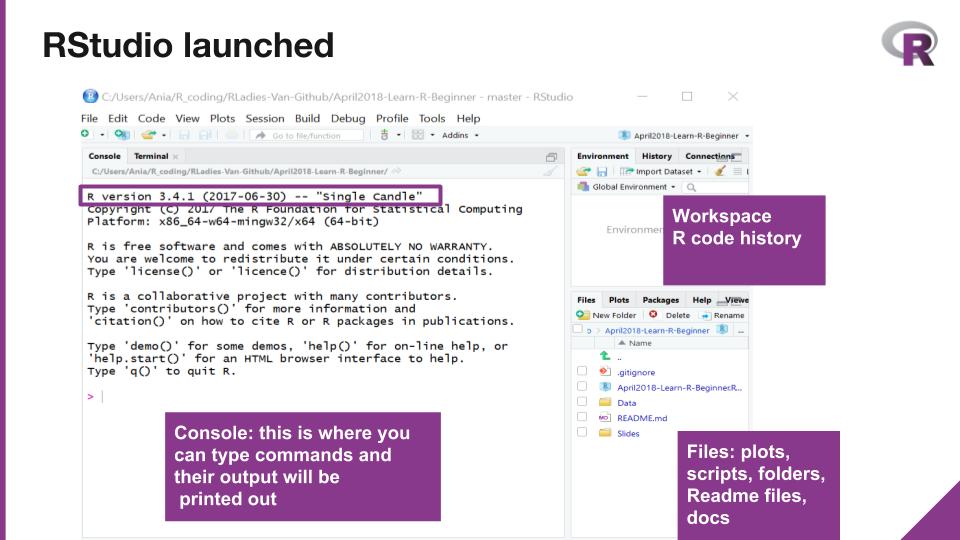 RStudio launched
R
C:/Users/Ania/R_coding/RLadies-Van-Github/April2018-Learn-R-Beginner - master - RStudio
File Edit Code View Plots Session Build Debug Profile Tools Help
Go to file/function
Addins
April2018-Learn-R-Beginner
Console Terminal
C:/Users/Ania/R_coding/RLadies-Van-Github/April2018-Learn-R-Beginner/
R version 3.4.1 (2017-06-30) -- "Single Candle"
Copyright (C) 2017 The R Foundation for Statistical Computing
Platform: x86_64-w64-mingw32/x64 (64-bit)
R is free software and comes with ABSOLUTELY NO WARRANTY.
You are welcome to redistribute it under certain conditions.
Type 'license()' or 'licence()' for distribution details.
R is a collaborative project with many contributors.
Type 'contributors()' for more information and
'citation()' on how to cite R or R packages in publications.
Type 'demo()' for some demos, 'help()' for on-line help, or
'help.start()' for an HTML browser interface to help.
Type 'q()' to quit R.
>
Console: this is where you
can type commands and
their output will be
printed out
Environment History Connections
Import Dataset
Global Environment
Workspace
R code history
Files Plots Packages Help Viewe
New Folder Delete Rename
April2018-Learn-R-Beginner ...
Name
..
.gitignore
April2018-Learn-R-Beginner.R...
Data
README.md
Slides
Files: plots,
scripts, folders,
Readme files,
docs